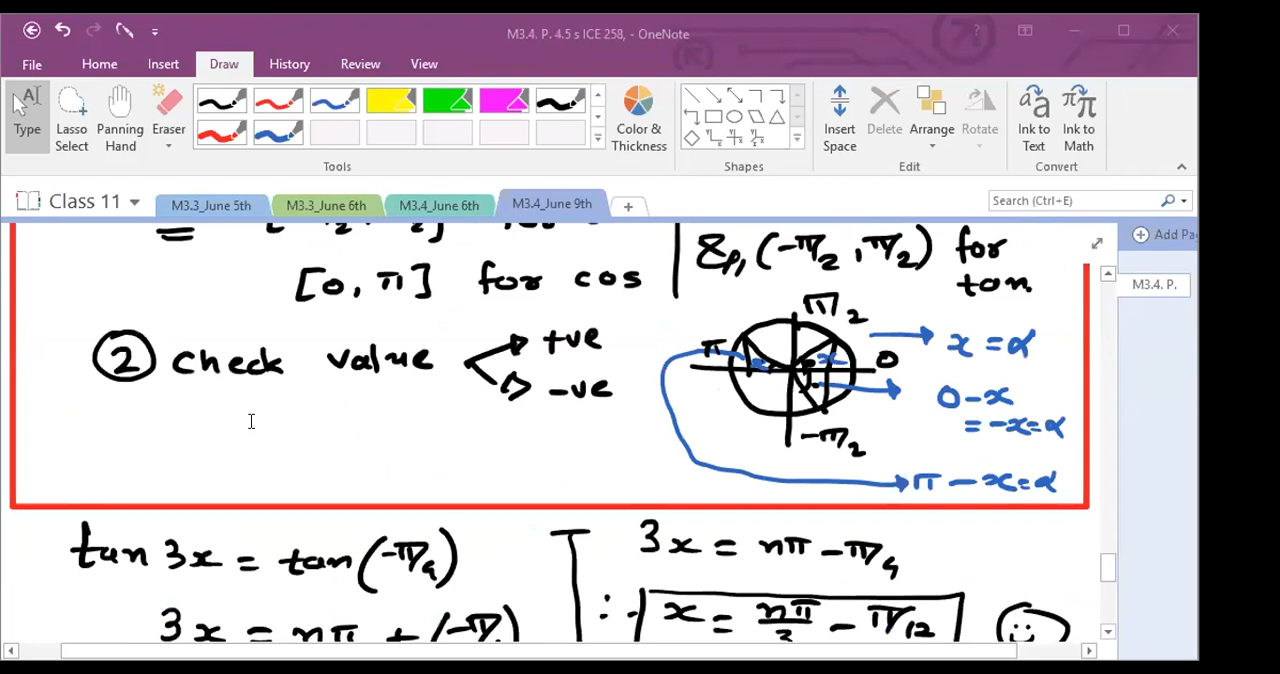 M3.4. P. 4.5 s ICE 258, - OneNote
File Home Insert Draw History Review View
Type
Lasso Select
Panning Hand
Eraser
Color & Thickness
Insert Space
Delete
Arrange
Rotate
Ink to Text
Ink to Math
Tools
Shapes
Edit
Convert
Class 11
M3.3_June 5th
M3.3_June 6th
M3.4_June 6th
M3.4_June 9th
Search (Ctrl+E)
Add Pa
M3.4. P.
[0, π] for cos
&, (-π/2, π/2) for tan
② Check value
+ve
-ve
π/2
π
0
-π/2
x
x
x = α
0 - x
= -x = α
π - x = α
tan 3x = tan (-π/4)
3x = nπ +
3x = nπ - π/4
∴ x = nπ/3 - π/12